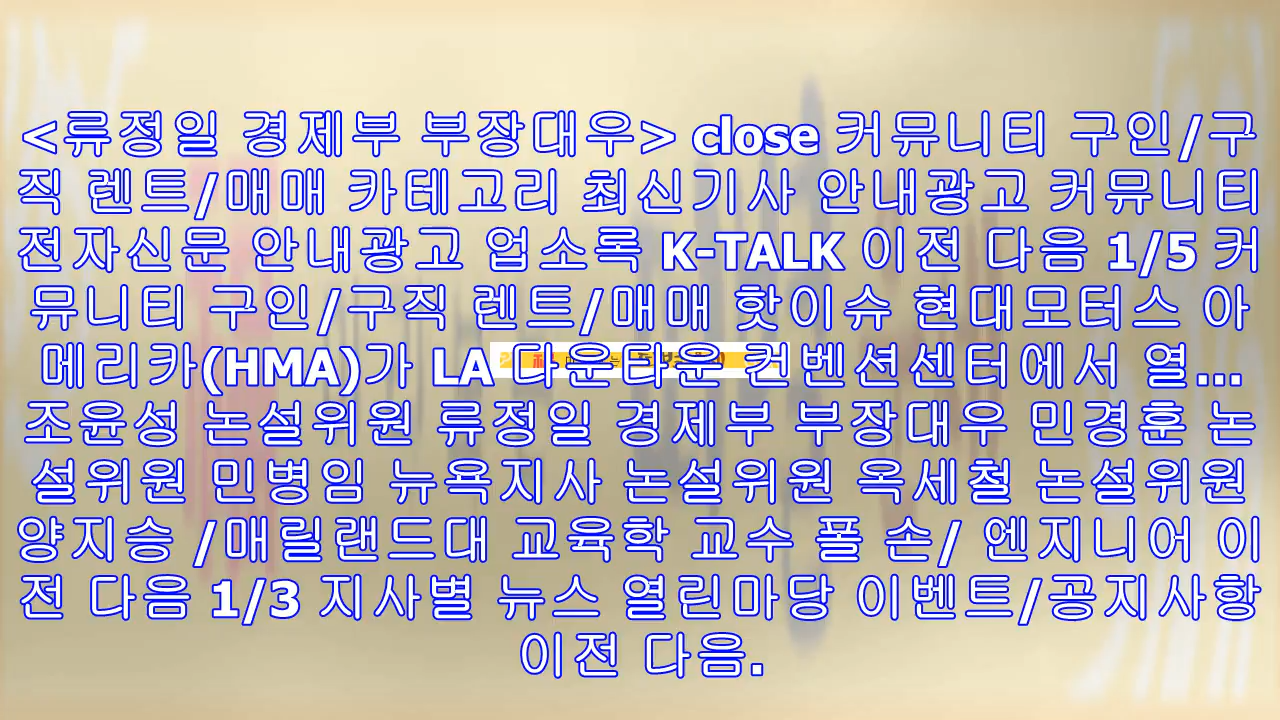 <류정일 경제부 부장대우> close 커뮤니티 구인/구
직 렌트/매매 카테고리 최신기사 안내광고 커뮤니티
전자신문 안내광고 업소록 K-TALK 이전 다음 1/5 커
뮤니티 구인/구직 렌트/매매 핫이슈 현대모터스 아
메리카(HMA)가 LA 다운타운 컨벤션센터에서 열...
조윤성 논설위원 류정일 경제부 부장대우 민경훈 논
설위원 민병임 뉴욕지사 논설위원 옥세철 논설위원
양지승 /매릴랜드대 교육학 교수 폴 손/ 엔지니어 이
전 다음 1/3 지사별 뉴스 열린마당 이벤트/공지사항
이전 다음.